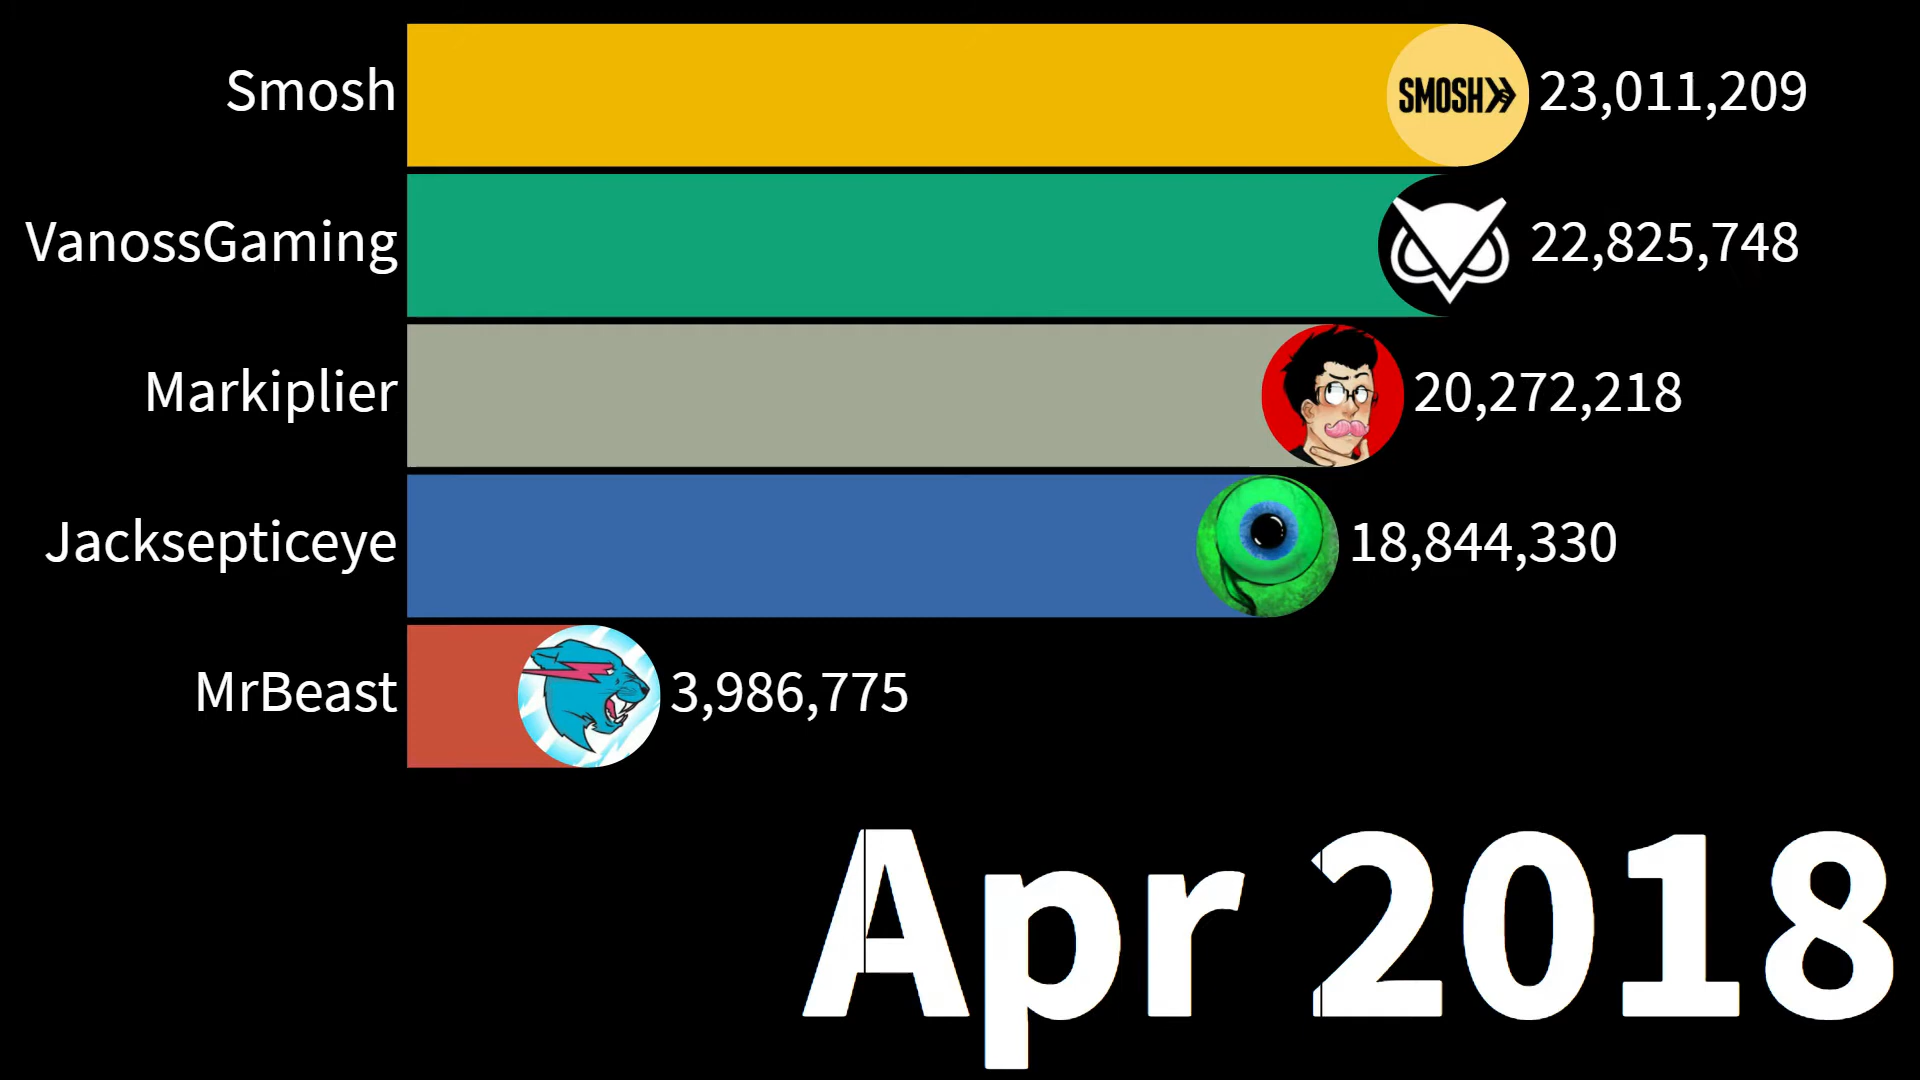 Smosh
SMOSH
23,011,209
VanossGaming
22,825,748
Markiplier
20,272,218
Jacksepticeye
18,844,330
MrBeast
3,986,775
Apr 2018